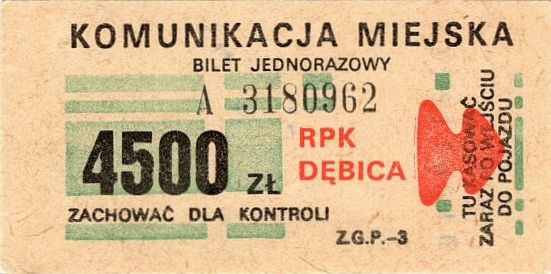 KOMUNIKACJA MIEJSKA
BILET JEDNORAZOWY
A 3180962
4500 ZŁ
RPK
DĘBICA
ZACHOWAĆ DLA KONTROLI
Z.G.P.-3
TU KASOWAĆ
ZARAZ PO WEJŚCIU
DO POJAZDU